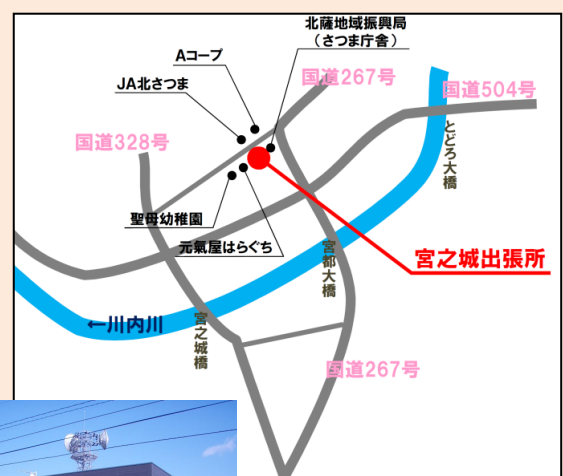 北薩地域振興局
（さつま庁舎）
Aコープ
国道267号
JA北さつま
国道504号
国道328号
とどろ大橋
聖母幼稚園
元氣屋はらぐち
宮之城出張所
宮都大橋
←川内川
宮之城橋
国道267号